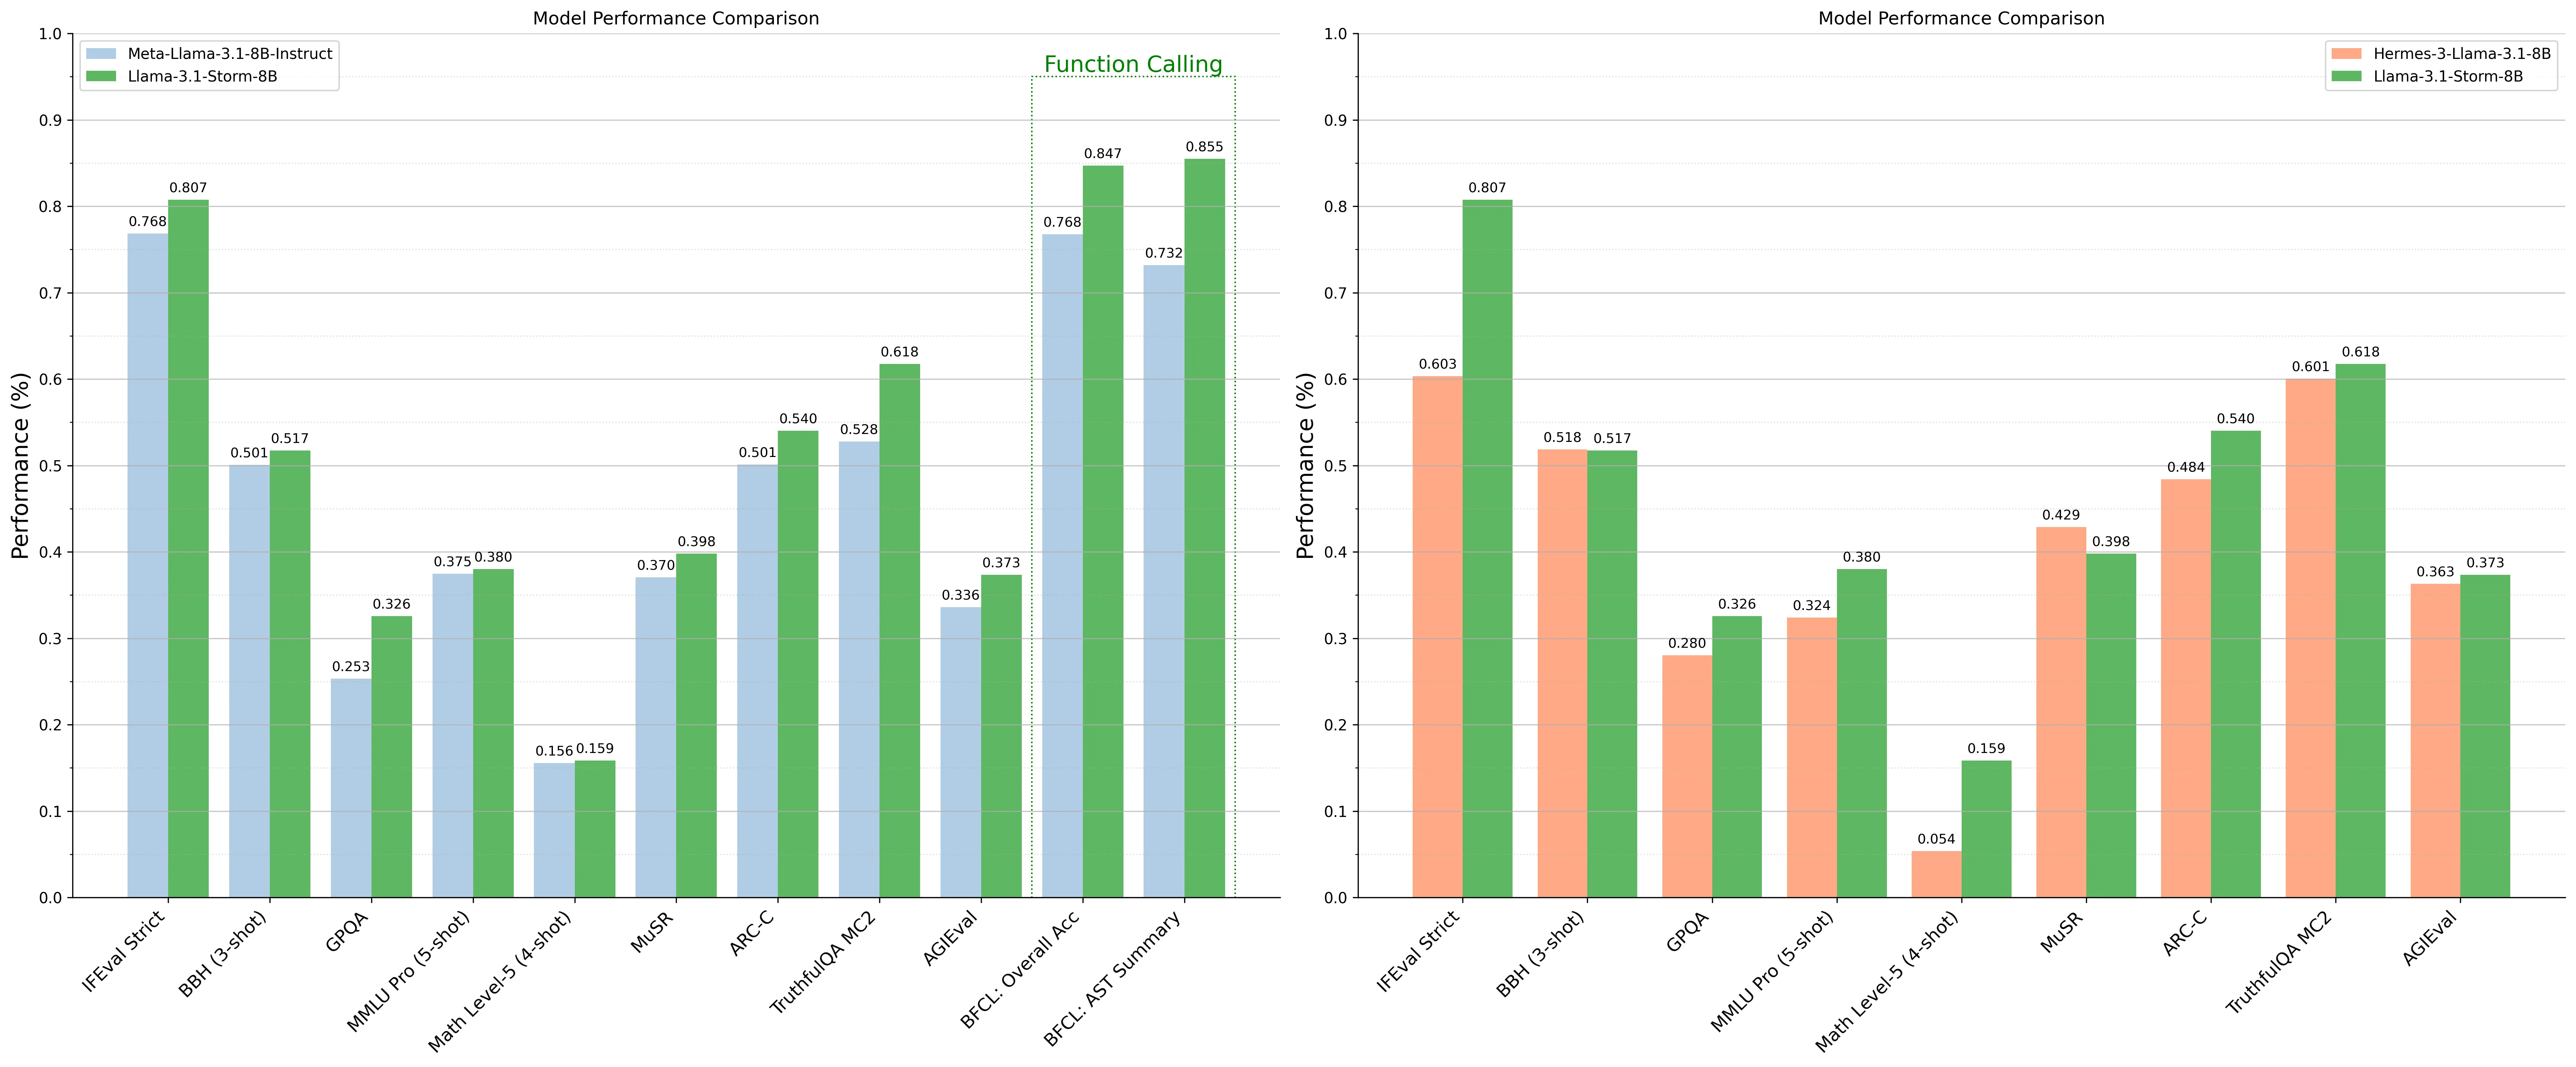 Model Performance Comparison
Meta-Llama-3.1-8B-Instruct
Llama-3.1-Storm-8B
Function Calling
Performance (%)
1.0
0.9
0.8
0.7
0.6
0.5
0.4
0.3
0.2
0.1
0.0
0.768
0.807
0.501
0.517
0.253
0.326
0.375
0.380
0.156
0.159
0.370
0.398
0.501
0.540
0.528
0.618
0.336
0.373
0.768
0.847
0.732
0.855
IFEval Strict
BBH (3-shot)
GPQA
MMLU Pro (5-shot)
Math Level-5 (4-shot)
MuSR
ARC-C
TruthfulQA MC2
AGIEval
BFCL: Overall Acc
BFCL: AST Summary
Model Performance Comparison
Hermes-3-Llama-3.1-8B
Llama-3.1-Storm-8B
Performance (%)
1.0
0.9
0.8
0.7
0.6
0.5
0.4
0.3
0.2
0.1
0.0
0.603
0.807
0.518
0.517
0.280
0.326
0.324
0.380
0.054
0.159
0.429
0.398
0.484
0.540
0.601
0.618
0.363
0.373
IFEval Strict
BBH (3-shot)
GPQA
MMLU Pro (5-shot)
Math Level-5 (4-shot)
MuSR
ARC-C
TruthfulQA MC2
AGIEval